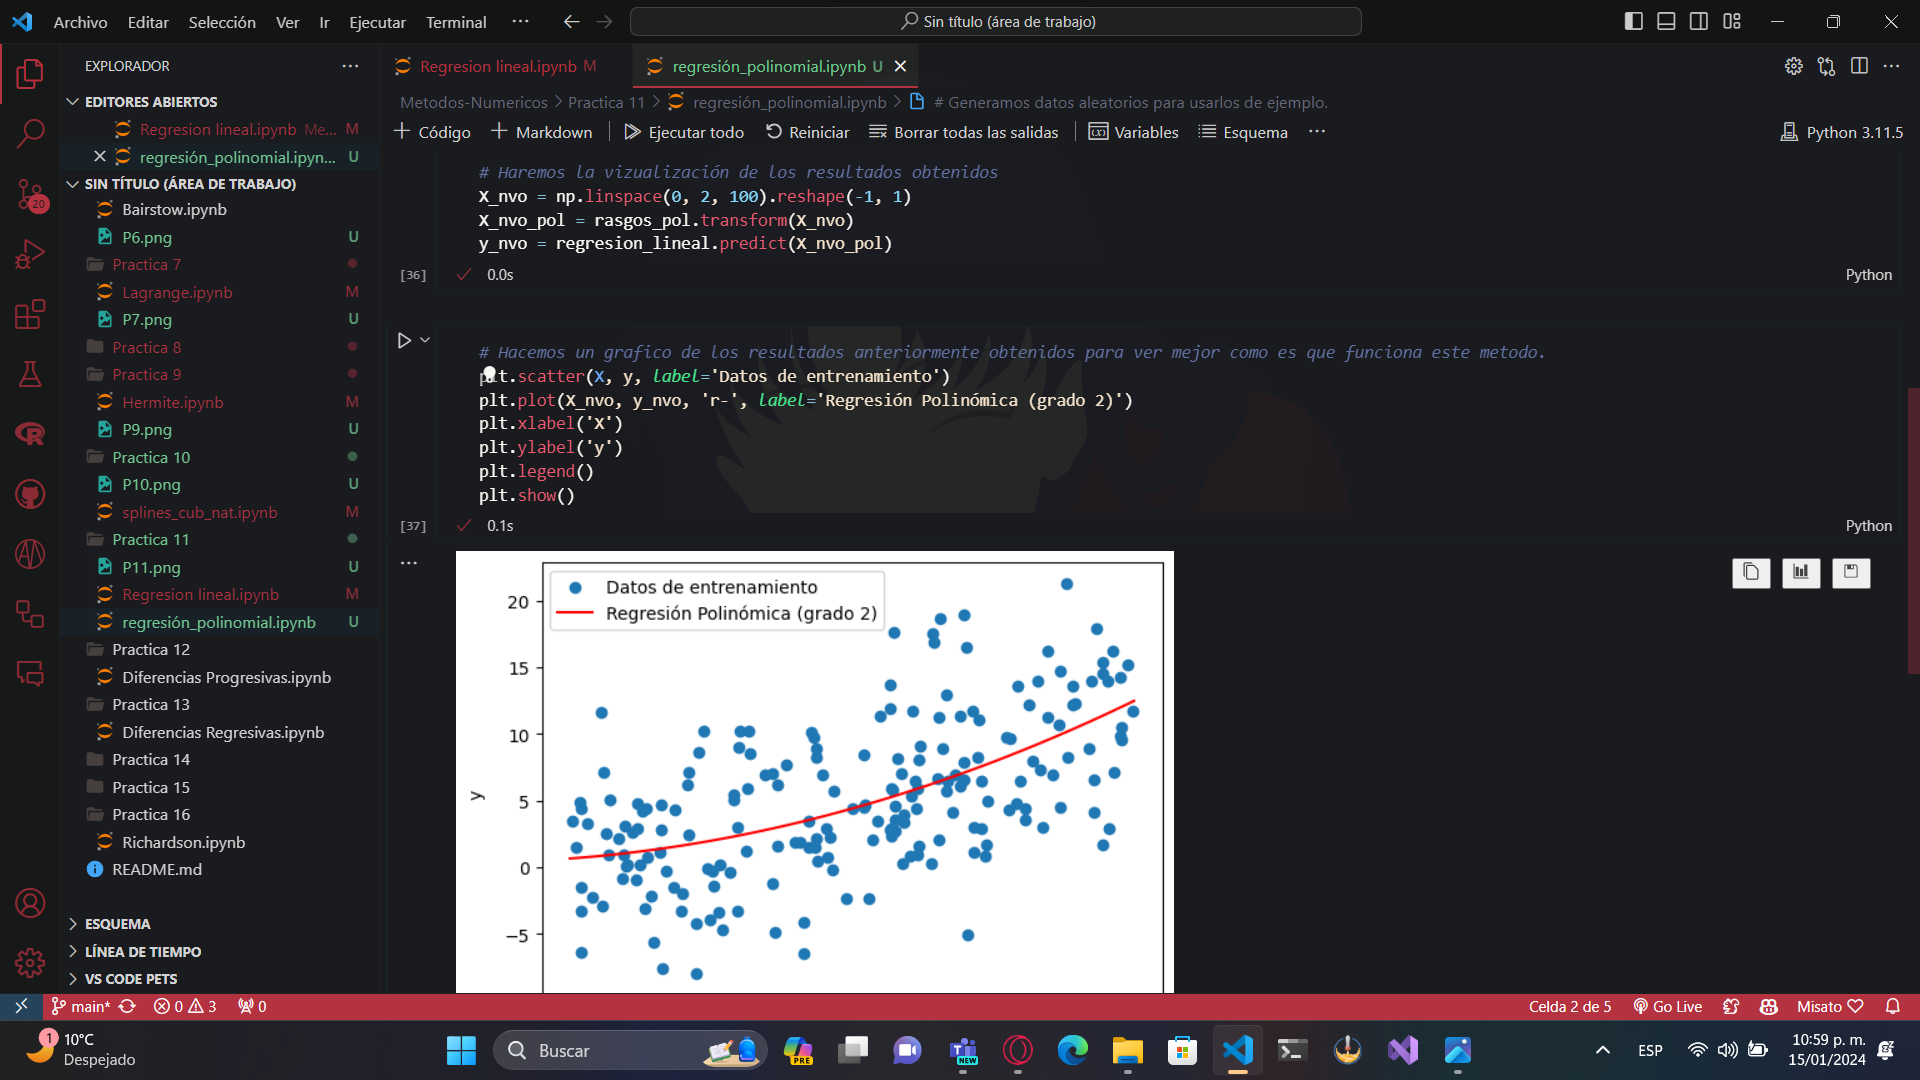 Archivo Editar Selección Ver Ir Ejecutar Terminal ··· Sin título (área de trabajo)
EXPLORADOR ···
EDITORES ABIERTOS
Regresion lineal.ipynb Me... M
regresión_polinomial.ipyn... U
SIN TÍTULO (ÁREA DE TRABAJO)
Bairstow.ipynb
P6.png U
Practica 7
Lagrange.ipynb M
P7.png U
Practica 8
Practica 9
Hermite.ipynb M
P9.png U
Practica 10
P10.png U
splines_cub_nat.ipynb M
Practica 11
P11.png U
Regresion lineal.ipynb M
regresión_polinomial.ipynb U
Practica 12
Diferencias Progresivas.ipynb
Practica 13
Diferencias Regresivas.ipynb
Practica 14
Practica 15
Practica 16
Richardson.ipynb
README.md
ESQUEMA
LÍNEA DE TIEMPO
VS CODE PETS
20
Regresion lineal.ipynb M regresión_polinomial.ipynb U
Metodos-Numericos > Practica 11 > regresión_polinomial.ipynb > # Generamos datos aleatorios para usarlos de ejemplo.
+ Código + Markdown Ejecutar todo Reiniciar Borrar todas las salidas Variables Esquema ··· Python 3.11.5
# Haremos la vizualización de los resultados obtenidos
X_nvo = np.linspace(0, 2, 100).reshape(-1, 1)
X_nvo_pol = rasgos_pol.transform(X_nvo)
y_nvo = regresion_lineal.predict(X_nvo_pol)
[36] 0.0s Python
# Hacemos un grafico de los resultados anteriormente obtenidos para ver mejor como es que funciona este metodo.
plt.scatter(X, y, label='Datos de entrenamiento')
plt.plot(X_nvo, y_nvo, 'r-', label='Regresión Polinómica (grado 2)')
plt.xlabel('X')
plt.ylabel('y')
plt.legend()
plt.show()
[37] 0.1s Python
Datos de entrenamiento
Regresión Polinómica (grado 2)
20
15
10
5
0
−5
y
main* 0 3 0 Celda 2 de 5 Go Live Misato
1 10°C
Despejado
Buscar
PRE
NEW
ESP
10:59 p. m.
15/01/2024